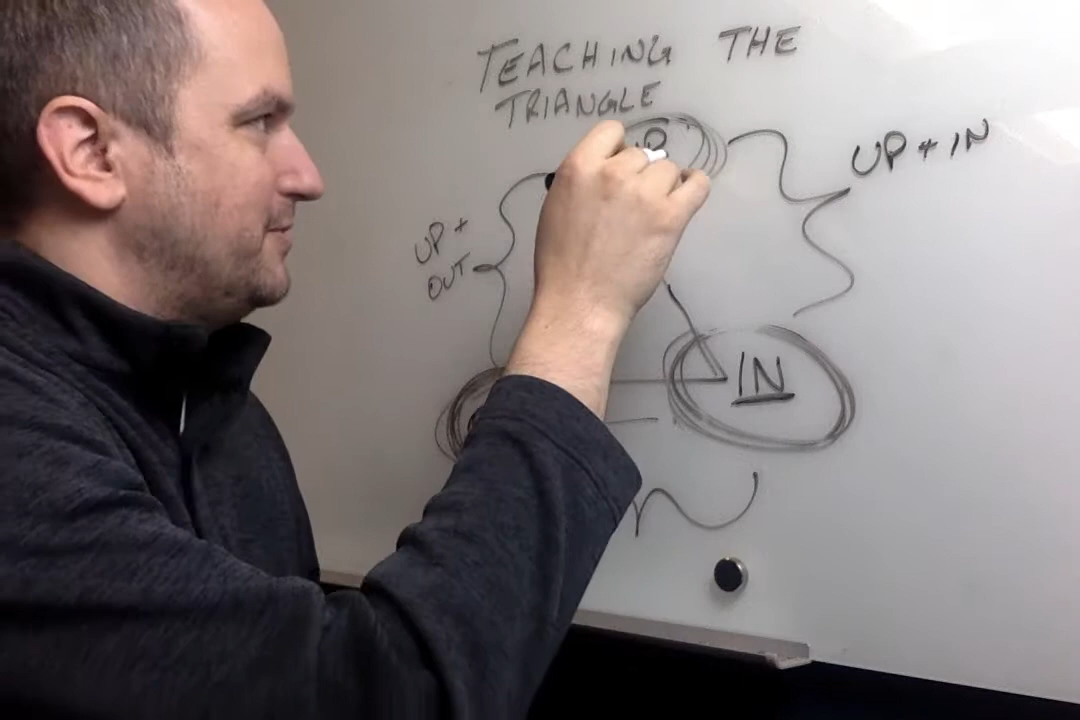 TEACHING THE
TRIANGLE
UP + IN
UP +
OUT
IN